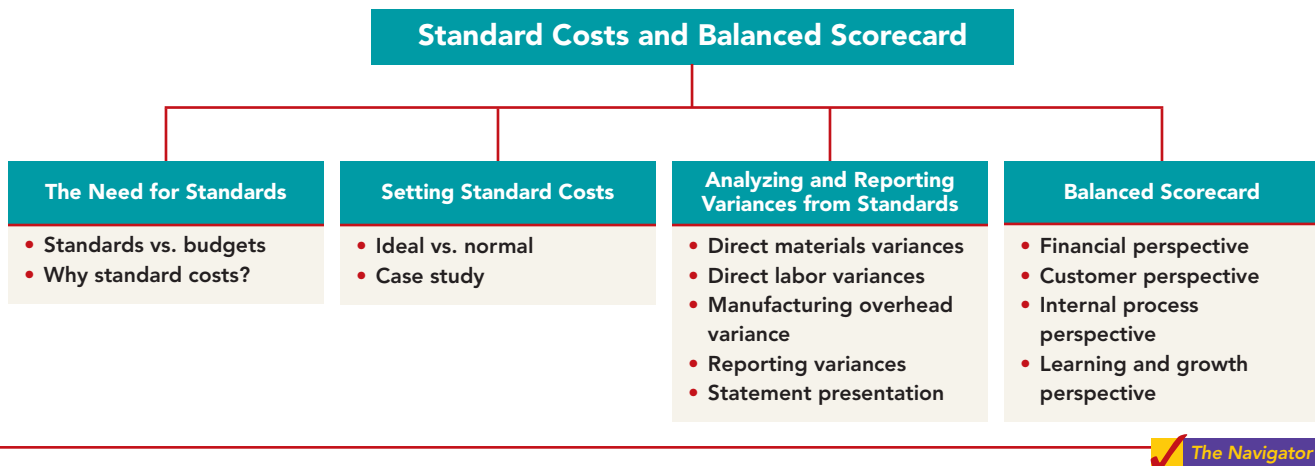 Standard Costs and Balanced Scorecard
The Need for Standards
• Standards vs. budgets
• Why standard costs?
Setting Standard Costs
• Ideal vs. normal
• Case study
Analyzing and Reporting
Variances from Standards
• Direct materials variances
• Direct labor variances
• Manufacturing overhead
variance
• Reporting variances
• Statement presentation
Balanced Scorecard
• Financial perspective
• Customer perspective
• Internal process
perspective
• Learning and growth
perspective
The Navigator